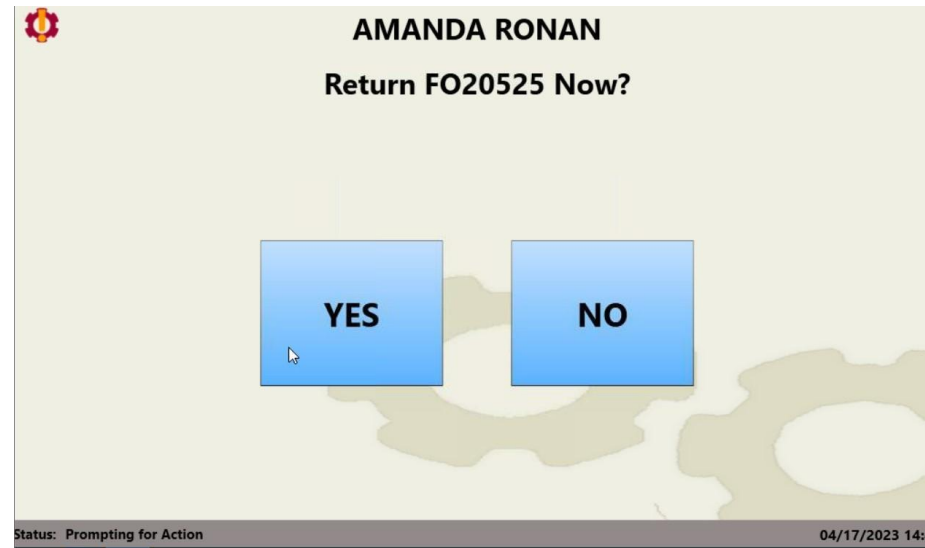 AMANDA RONAN
Return FO20525 Now?
YES
NO
Status: Prompting for Action
04/17/2023 14: